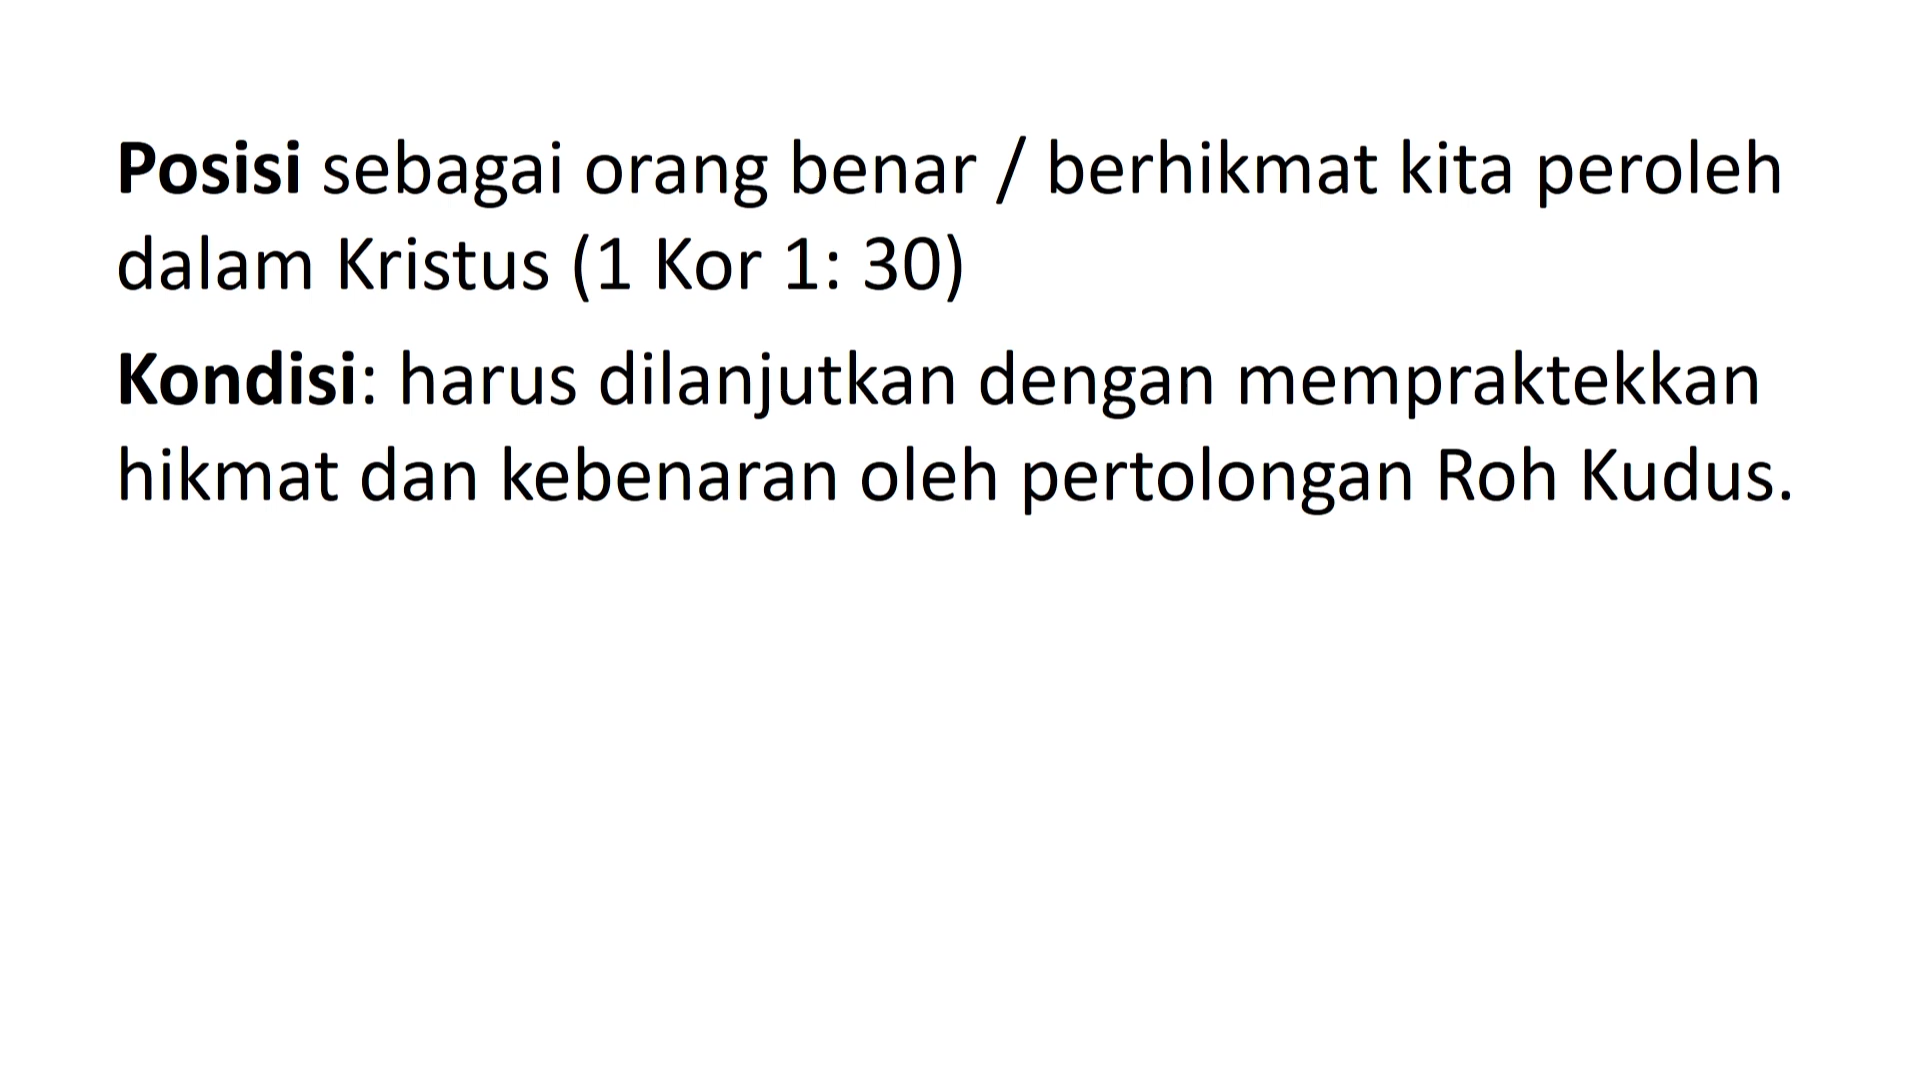 Posisi sebagai orang benar / berhikmat kita peroleh
dalam Kristus (1 Kor 1: 30)
Kondisi: harus dilanjutkan dengan mempraktekkan
hikmat dan kebenaran oleh pertolongan Roh Kudus.